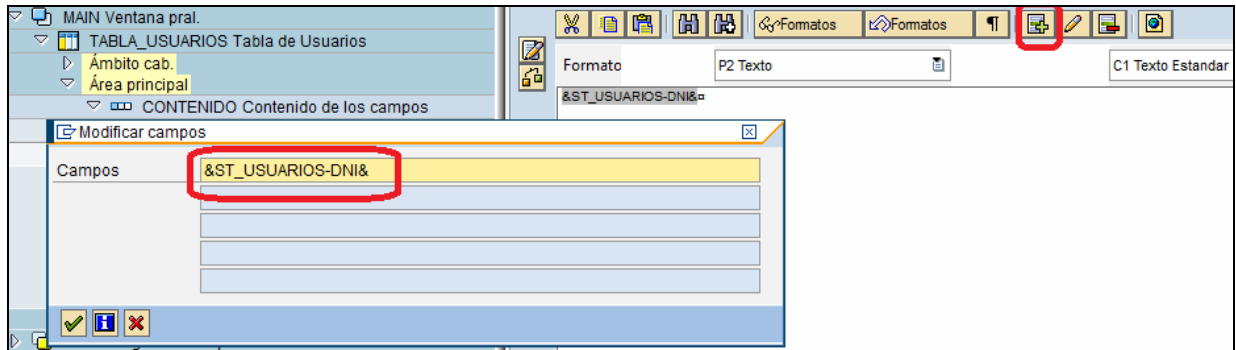 MAIN Ventana pral.
TABLA_USUARIOS Tabla de Usuarios
Ámbito cab.
Área principal
CONTENIDO Contenido de los campos
Formatos
Formatos
Formato
P2 Texto
C1 Texto Estandar
&ST_USUARIOS-DNI&¤
Modificar campos
Campos
&ST_USUARIOS-DNI&